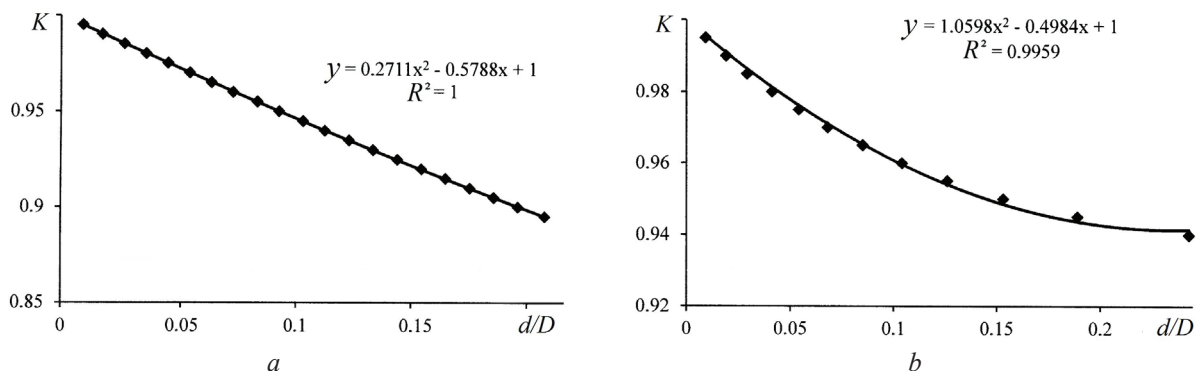 K
y = 0.2711x² - 0.5788x + 1
R² = 1
0.95
0.9
0.85
0
0.05
0.1
0.15
d/D
a
K
y = 1.0598x² - 0.4984x + 1
R² = 0.9959
0.98
0.96
0.94
0.92
0
0.05
0.1
0.15
0.2
d/D
b